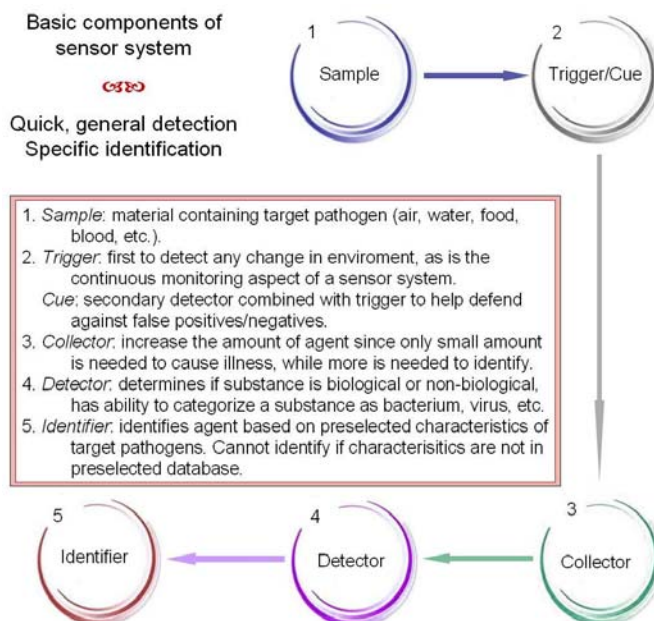 Basic components of
sensor system
Quick, general detection
Specific identification
1
Sample
2
Trigger/Cue
1. Sample: material containing target pathogen (air, water, food,
blood, etc.).
2. Trigger: first to detect any change in enviroment, as is the
continuous monitoring aspect of a sensor system.
Cue: secondary detector combined with trigger to help defend
against false positives/negatives.
3. Collector: increase the amount of agent since only small amount
is needed to cause illness, while more is needed to identify.
4. Detector: determines if substance is biological or non-biological,
has ability to categorize a substance as bacterium, virus, etc.
5. Identifier: identifies agent based on preselected characteristics of
target pathogens. Cannot identify if characterisitics are not in
preselected database.
5
Identifier
4
Detector
3
Collector